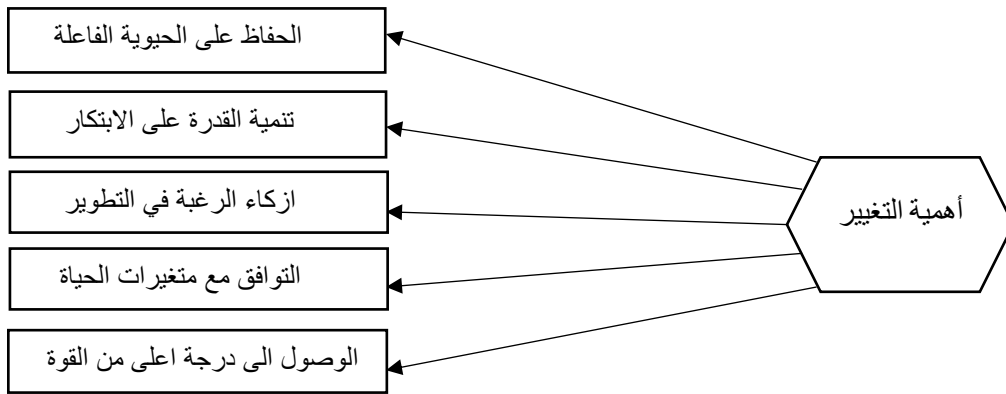 أهمية التغيير
الحفاظ على الحيوية الفاعلة
تنمية القدرة على الابتكار
ازكاء الرغبة في التطوير
التوافق مع متغيرات الحياة
الوصول الى درجة اعلى من القوة